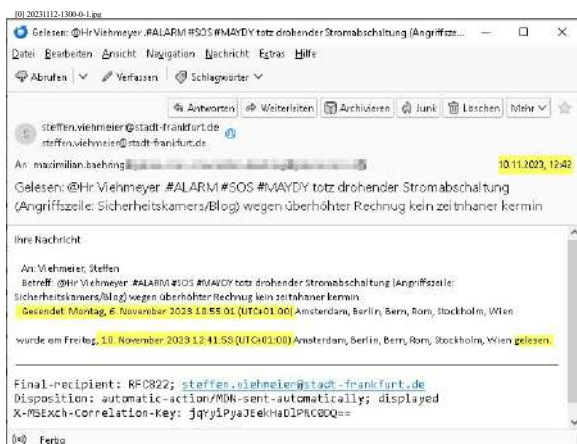 [0] 20231112-1300-0-1.jpg
Gelesen: @Hr Viehmeyer .#ALARM #SOS #MAYDY totz drohender Stromabschaltung (Angriffsze...
Datei Bearbeiten Ansicht Navigation Nachricht Extras Hilfe
Abrufen Verfassen Schlagwörter
Antworten Weiterleiten Archivieren Junk Löschen Mehr
S steffen.viehmeier@stadt-frankfurt.de
steffen.viehmeier@stadt-frankfurt.de
An maximilian.baehring 10.11.2023, 12:42
Gelesen: @Hr Viehmeyer .#ALARM #SOS #MAYDY totz drohender Stromabschaltung
(Angriffszeile: Sicherheitskamers/Blog) wegen überhöhter Rechnug kein zeitnhaner kermin
Ihre Nachricht
An: Viehmeier, Steffen
Betreff: @Hr Viehmeyer .#ALARM #SOS #MAYDY totz drohender Stromabschaltung (Angriffszeile:
Sicherheitskamers/Blog) wegen überhöhter Rechnug kein zeitnhaner kermin
Gesendet: Montag, 6. November 2023 10:55:01 (UTC+01:00) Amsterdam, Berlin, Bern, Rom, Stockholm, Wien
wurde am Freitag, 10. November 2023 12:41:53 (UTC+01:00) Amsterdam, Berlin, Bern, Rom, Stockholm, Wien gelesen.
Final-recipient: RFC822; steffen.viehmeier@stadt-frankfurt.de
Disposition: automatic-action/MDN-sent-automatically; displayed
X-MSExch-Correlation-Key: jqYyiPyaJEekHaDlPRC0DQ==
Fertig